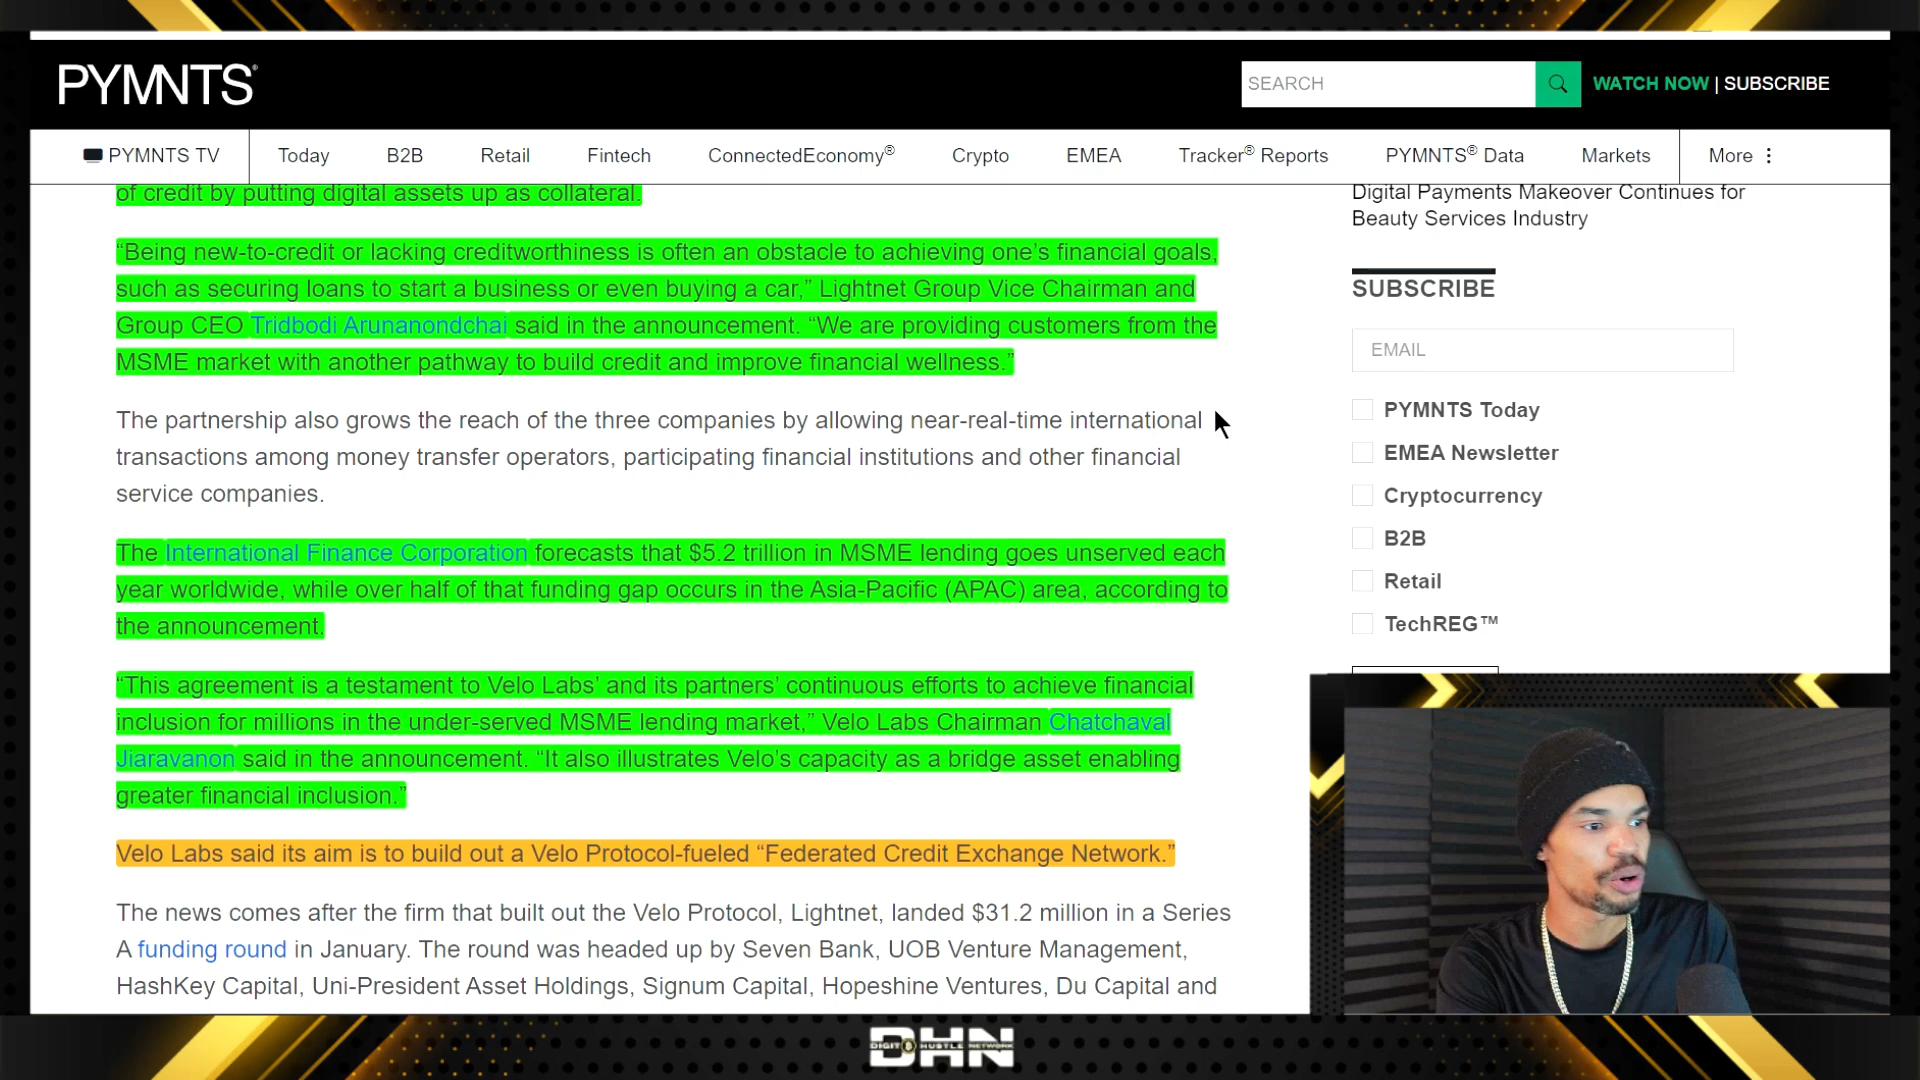 PYMNTS®
SEARCH
WATCH NOW | SUBSCRIBE
PYMNTS TV
Today
B2B
Retail
Fintech
ConnectedEconomy®
Crypto
EMEA
Tracker® Reports
PYMNTS® Data
Markets
More
of credit by putting digital assets up as collateral.
“Being new-to-credit or lacking creditworthiness is often an obstacle to achieving one’s financial goals,
such as securing loans to start a business or even buying a car,” Lightnet Group Vice Chairman and
Group CEO Tridbodi Arunanondchai said in the announcement. “We are providing customers from the
MSME market with another pathway to build credit and improve financial wellness.”
The partnership also grows the reach of the three companies by allowing near-real-time international
transactions among money transfer operators, participating financial institutions and other financial
service companies.
The International Finance Corporation forecasts that $5.2 trillion in MSME lending goes unserved each
year worldwide, while over half of that funding gap occurs in the Asia-Pacific (APAC) area, according to
the announcement.
“This agreement is a testament to Velo Labs’ and its partners’ continuous efforts to achieve financial
inclusion for millions in the under-served MSME lending market,” Velo Labs Chairman Chatchaval
Jiaravanon said in the announcement. “It also illustrates Velo’s capacity as a bridge asset enabling
greater financial inclusion.”
Velo Labs said its aim is to build out a Velo Protocol-fueled “Federated Credit Exchange Network.”
The news comes after the firm that built out the Velo Protocol, Lightnet, landed $31.2 million in a Series
A funding round in January. The round was headed up by Seven Bank, UOB Venture Management,
HashKey Capital, Uni-President Asset Holdings, Signum Capital, Hopeshine Ventures, Du Capital and
Digital Payments Makeover Continues for
Beauty Services Industry
SUBSCRIBE
EMAIL
PYMNTS Today
EMEA Newsletter
Cryptocurrency
B2B
Retail
TechREG™
DHN
DIGIT HUSTLE NETWORK